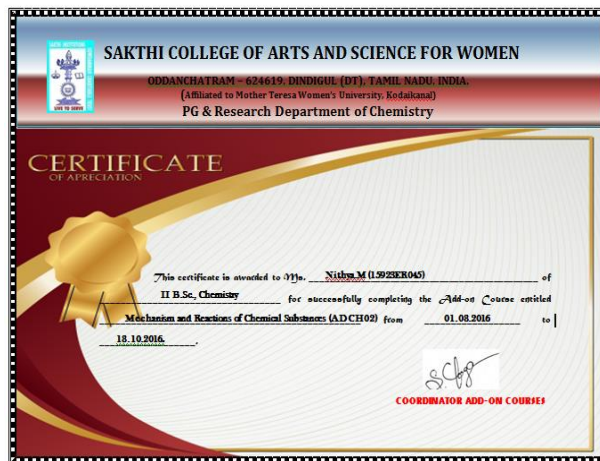 SAKTHI COLLEGE OF ARTS AND SCIENCE FOR WOMEN
ODDANCHATRAM – 624619, DINDIGUL (DT), TAMIL NADU, INDIA.
(Affiliated to Mother Teresa Women's University, Kodaikanal)
PG & Research Department of Chemistry
LIVE TO SERVE
CERTIFICATE
OF APRECIATION
This certificate is awarded to Ms. Nithya.M (15923ER045) of
II B.Sc., Chemistry for successfully completing the Add-on Course entitled
Mechanism and Reactions of Chemical Substances (ADCH02) from 01.08.2016 to
18.10.2016.
COORDINATOR ADD-ON COURSES